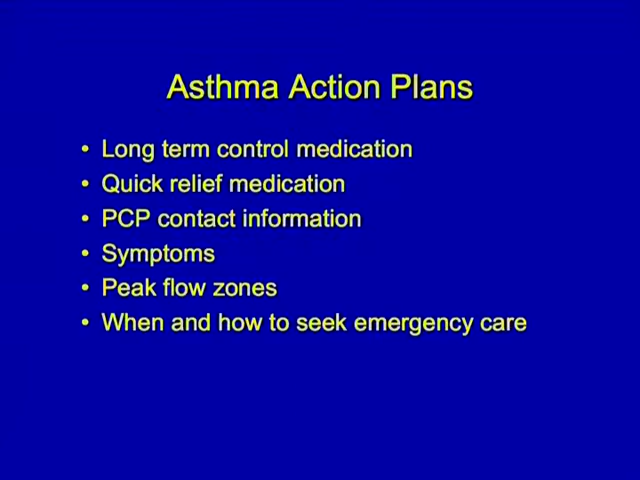 Asthma Action Plans
• Long term control medication
• Quick relief medication
• PCP contact information
• Symptoms
• Peak flow zones
• When and how to seek emergency care